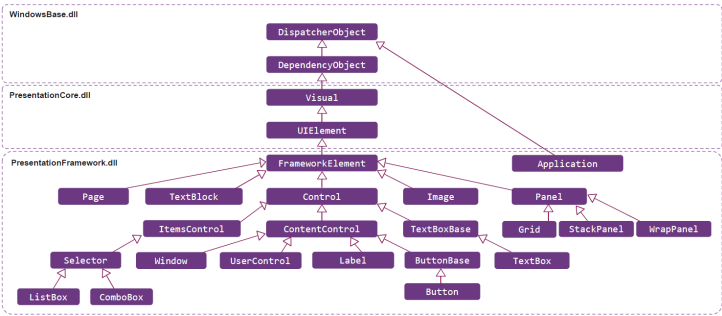 WindowsBase.dll
DispatcherObject
DependencyObject
PresentationCore.dll
Visual
UIElement
PresentationFramework.dll
FrameworkElement
Application
Page
TextBlock
Control
Image
Panel
ItemsControl
ContentControl
TextBoxBase
Grid
StackPanel
WrapPanel
Selector
Window
UserControl
Label
ButtonBase
TextBox
ListBox
ComboBox
Button